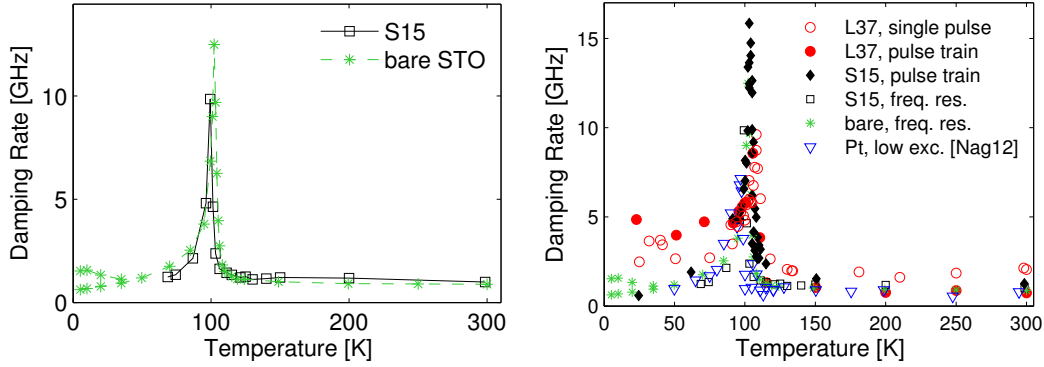 Damping Rate [GHz]
10
5
0
0
100
200
300
Temperature [K]
S15
bare STO
Damping Rate [GHz]
15
10
5
0
0
50
100
150
200
250
300
Temperature [K]
L37, single pulse
L37, pulse train
S15, pulse train
S15, freq. res.
bare, freq. res.
Pt, low exc. [Nag12]